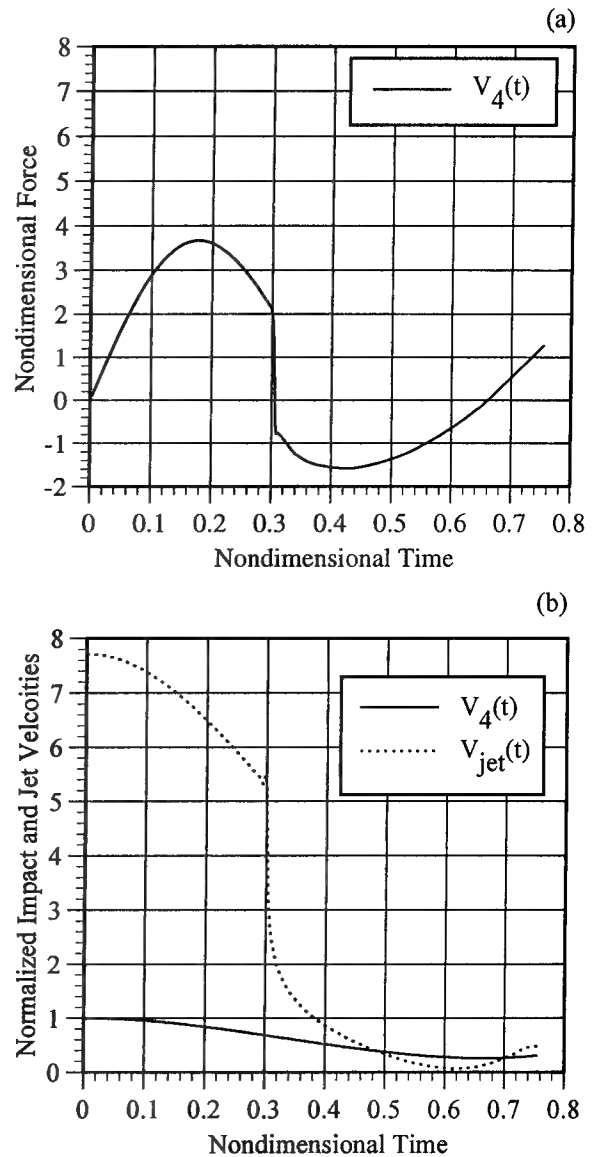 (a)
8
7
6
5
4
3
2
1
0
-1
-2
Nondimensional Force
V4(t)
0 0.1 0.2 0.3 0.4 0.5 0.6 0.7 0.8
Nondimensional Time
(b)
8
7
6
5
4
3
2
1
0
Normalized Impact and Jet Velcoities
V4(t)
Vjet(t)
0 0.1 0.2 0.3 0.4 0.5 0.6 0.7 0.8
Nondimensional Time